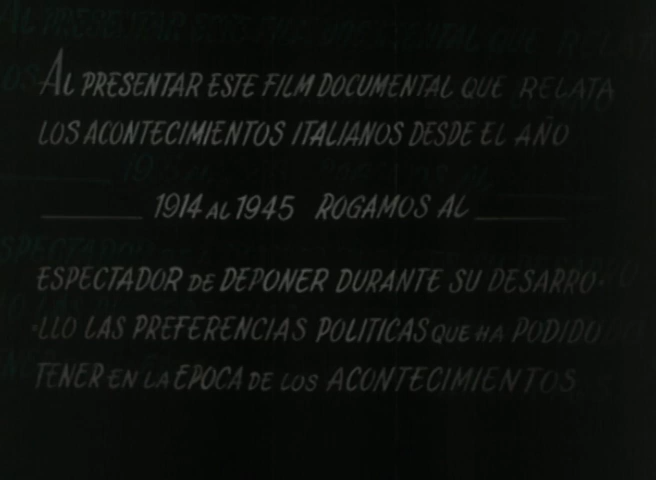 AL PRESENTAR ESTE FILM DOCUMENTAL QUE RELATA
LOS ACONTECIMIENTOS ITALIANOS DESDE EL AÑO
1914 AL 1945 ROGAMOS AL
ESPECTADOR DE DEPONER DURANTE SU DESARRO-
-LLO LAS PREFERENCIAS POLITICAS QUE HA PODIDO
TENER EN LA EPOCA DE LOS ACONTECIMIENTOS